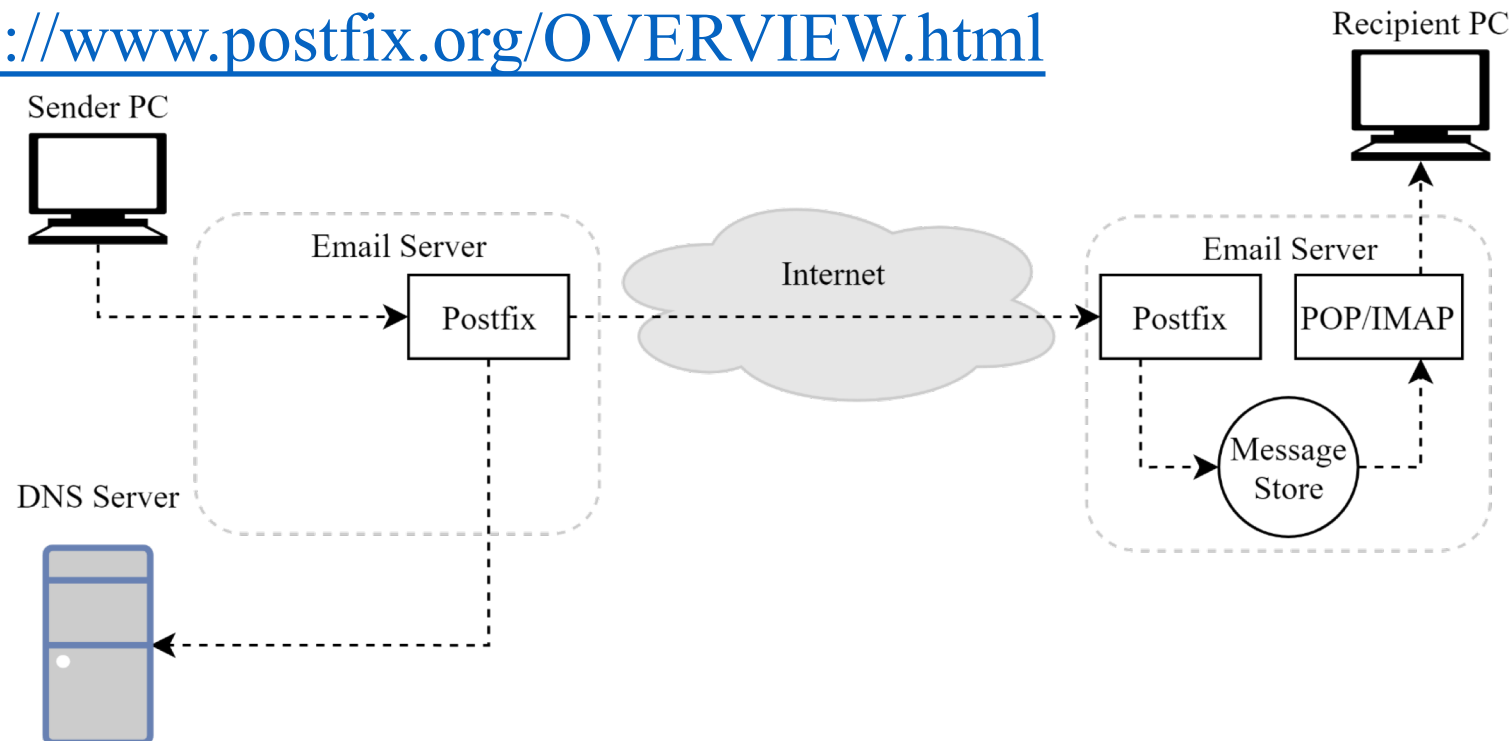 ://www.postfix.org/OVERVIEW.html
Recipient PC
Sender PC
Email Server
Postfix
Internet
Email Server
Postfix
POP/IMAP
Message
Store
DNS Server